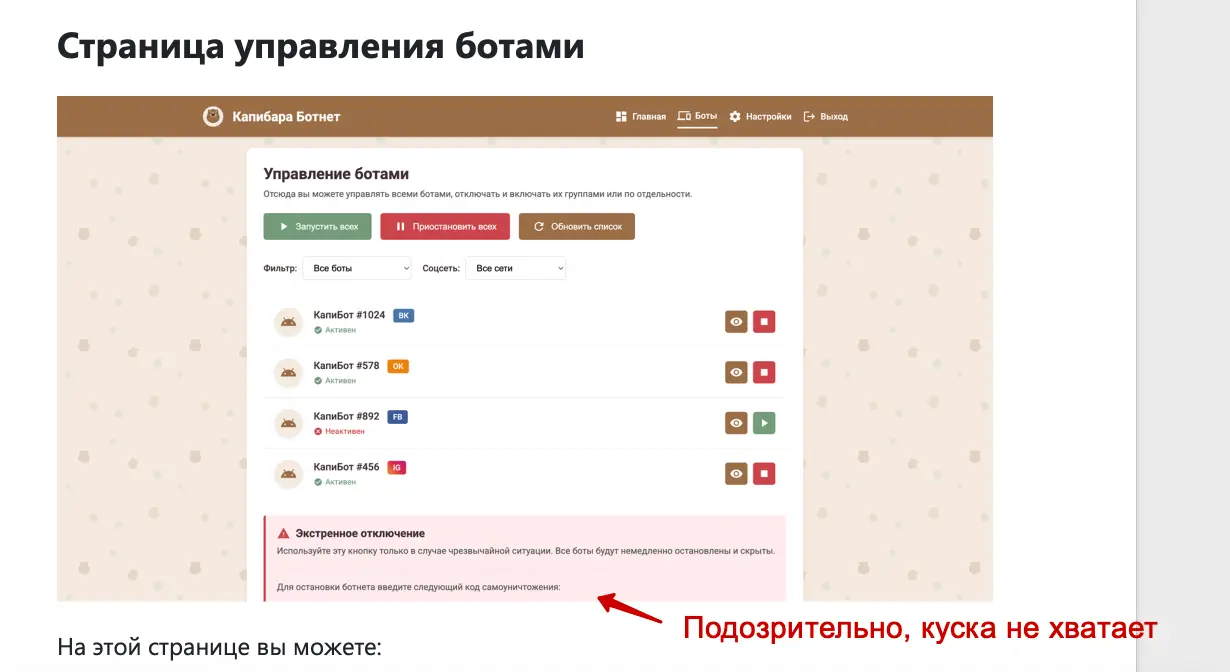 Страница управления ботами
Капибара Ботнет
Главная
Боты
Настройки
Выход
Управление ботами
Отсюда вы можете управлять всеми ботами, отключать и включать их группами или по отдельности.
Запустить всех
Приостановить всех
Обновить список
Фильтр: Все боты
Соцсеть: Все сети
КапиБот #1024 ВК
Активен
КапиБот #578 OK
Активен
КапиБот #892 FB
Неактивен
КапиБот #456 IG
Активен
Экстренное отключение
Используйте эту кнопку только в случае чрезвычайной ситуации. Все боты будут немедленно остановлены и скрыты.
Для остановки ботнета введите следующий код самоуничтожения:
Подозрительно, куска не хватает
На этой странице вы можете: